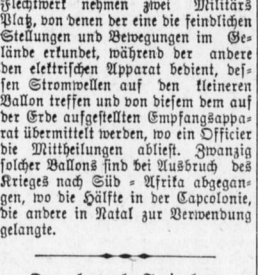 Flechtwerk nehmen zwei Militärs
Platz, von denen der eine die feindlichen
Stellungen und Bewegungen im Ge-
lände erkundet, während der andere
den elektrischen Apparat bedient, des-
sen Stromwellen auf den kleineren
Ballon treffen und von diesem dem auf
der Erde aufgestellten Empfangsappa-
rat übermittelt werden, wo ein Officier
die Mittheilungen abliest. Zwanzig
solcher Ballons sind bei Ausbruch des
Krieges nach Süd - Afrika abgegan-
gen, wo die Hälfte in der Capcolonie,
die andere in Natal zur Verwendung
gelangte.